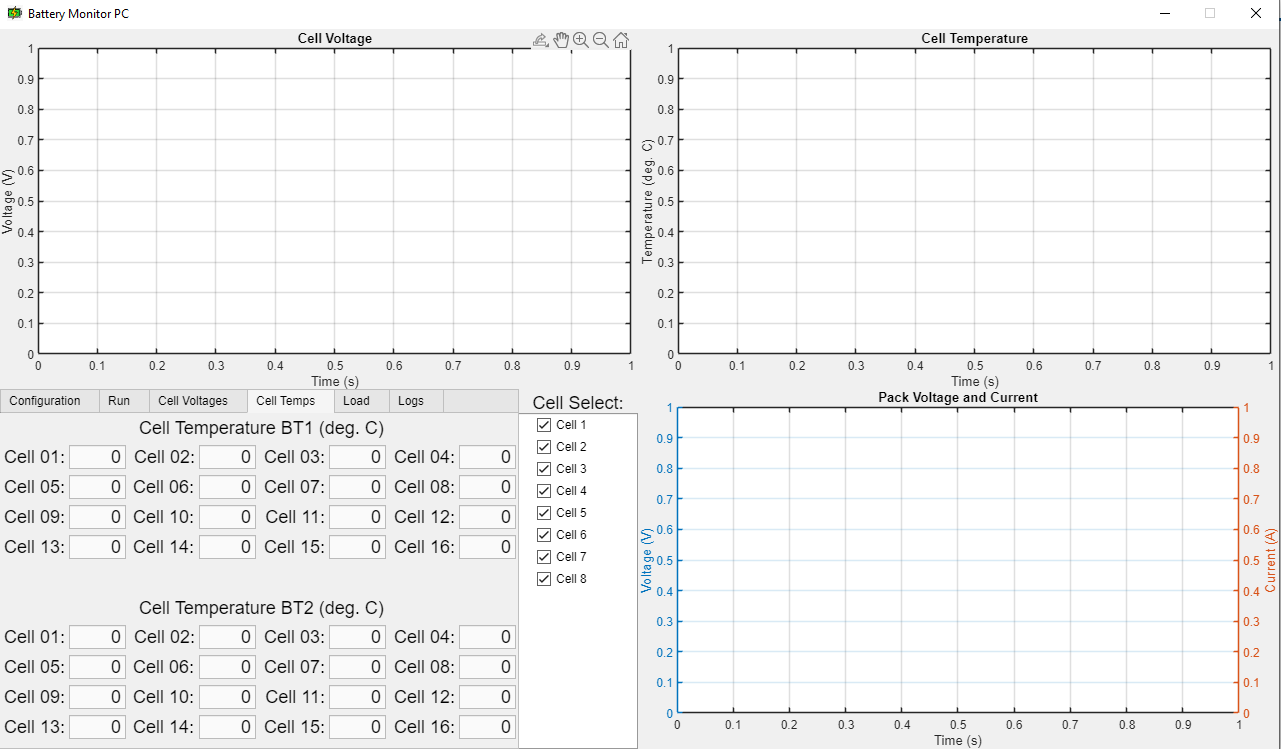 Battery Monitor PC
Cell Voltage
1
0.9
0.8
0.7
0.6
0.5
0.4
0.3
0.2
0.1
0
Voltage (V)
0 0.1 0.2 0.3 0.4 0.5 0.6 0.7 0.8 0.9 1
Time (s)
Cell Temperature
1
0.9
0.8
0.7
0.6
0.5
0.4
0.3
0.2
0.1
0
Temperature (deg. C)
0 0.1 0.2 0.3 0.4 0.5 0.6 0.7 0.8 0.9 1
Time (s)
Configuration Run Cell Voltages Cell Temps Load Logs
Cell Temperature BT1 (deg. C)
Cell 01: 0 Cell 02: 0 Cell 03: 0 Cell 04: 0
Cell 05: 0 Cell 06: 0 Cell 07: 0 Cell 08: 0
Cell 09: 0 Cell 10: 0 Cell 11: 0 Cell 12: 0
Cell 13: 0 Cell 14: 0 Cell 15: 0 Cell 16: 0
Cell Temperature BT2 (deg. C)
Cell 01: 0 Cell 02: 0 Cell 03: 0 Cell 04: 0
Cell 05: 0 Cell 06: 0 Cell 07: 0 Cell 08: 0
Cell 09: 0 Cell 10: 0 Cell 11: 0 Cell 12: 0
Cell 13: 0 Cell 14: 0 Cell 15: 0 Cell 16: 0
Cell Select:
Cell 1
Cell 2
Cell 3
Cell 4
Cell 5
Cell 6
Cell 7
Cell 8
Pack Voltage and Current
1
0.9
0.8
0.7
0.6
0.5
0.4
0.3
0.2
0.1
0
Voltage (V)
1
0.9
0.8
0.7
0.6
0.5
0.4
0.3
0.2
0.1
0
Current (A)
0 0.1 0.2 0.3 0.4 0.5 0.6 0.7 0.8 0.9 1
Time (s)